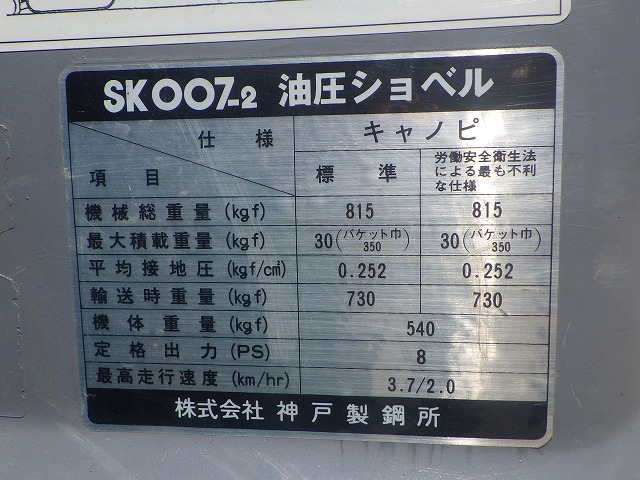 SK007-2 油圧ショベル
仕様
項目
キャノピ
標準
労働安全衛生法
による最も不利
な仕様
機械総重量(kgf) 815 815
最大積載重量(kgf) 30(バケット巾350) 30(バケット巾350)
平均接地圧(kgf/cm²) 0.252 0.252
輸送時重量(kgf) 730 730
機体重量(kgf) 540
定格出力(PS) 8
最高走行速度(km/hr) 3.7/2.0
株式会社 神戸製鋼所